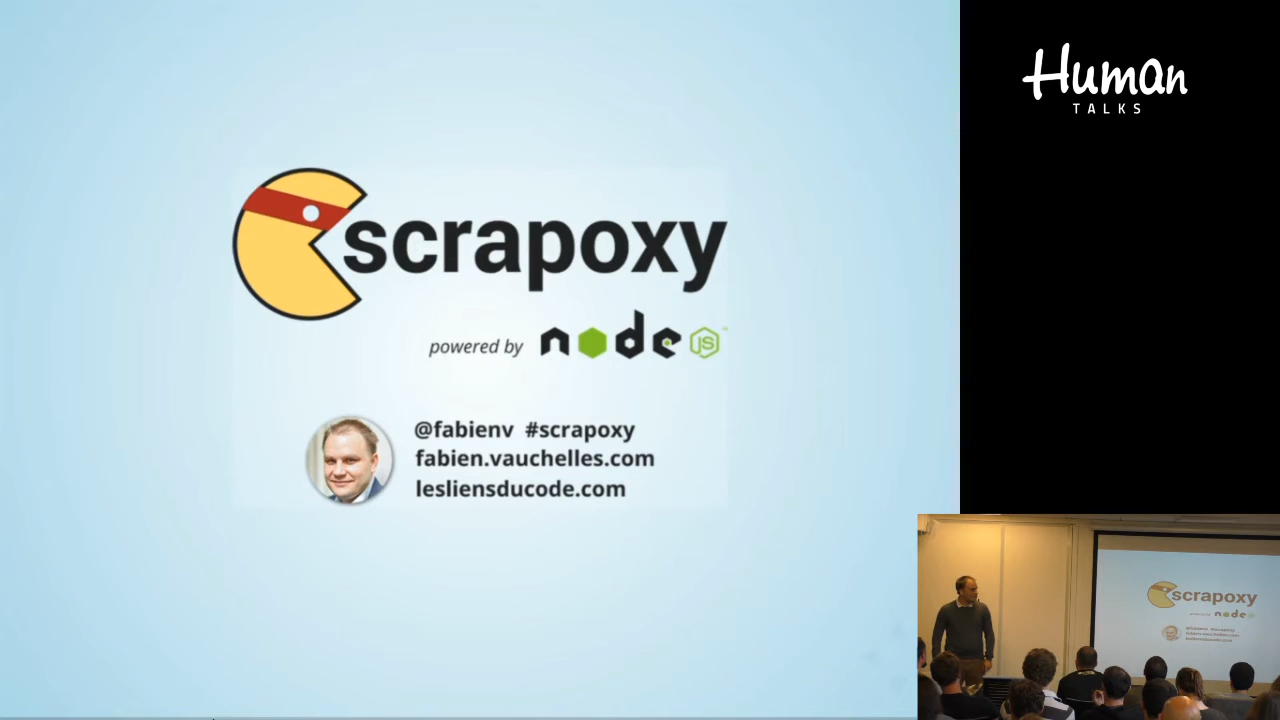 Human
TALKS
scrapoxy
powered by node JS
@fabienv #scrapoxy
fabien.vauchelles.com
lesliensducode.com
scrapoxy